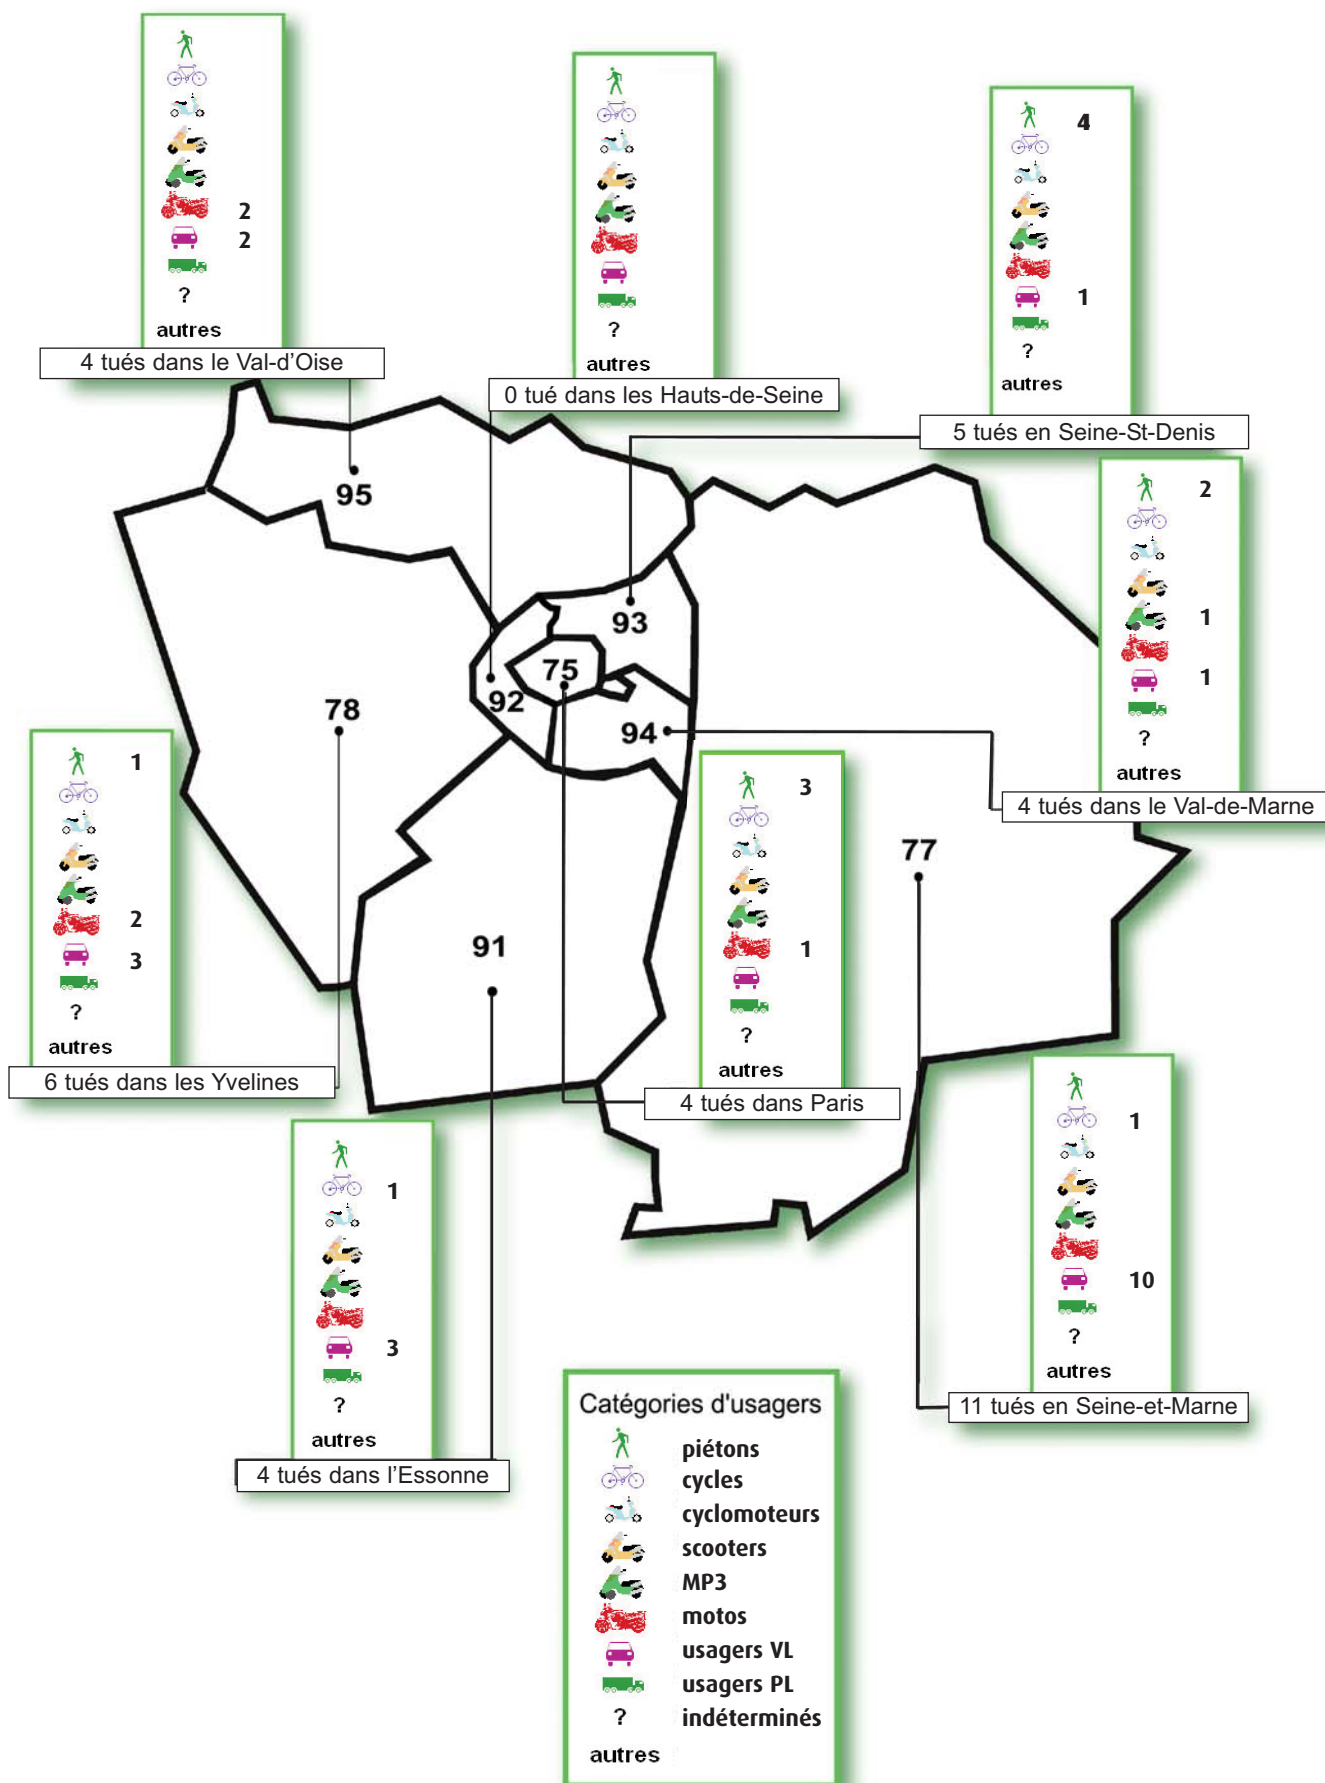 2
2
?
autres
4 tués dans le Val-d'Oise
?
autres
0 tué dans les Hauts-de-Seine
4
1
?
autres
5 tués en Seine-St-Denis
2
1
1
?
autres
4 tués dans le Val-de-Marne
95
93
75
92
78
94
77
91
1
2
3
?
autres
6 tués dans les Yvelines
3
1
?
autres
4 tués dans Paris
1
3
?
autres
4 tués dans l'Essonne
1
10
?
autres
11 tués en Seine-et-Marne
Catégories d'usagers
piétons
cycles
cyclomoteurs
scooters
MP3
motos
usagers VL
usagers PL
? indéterminés
autres